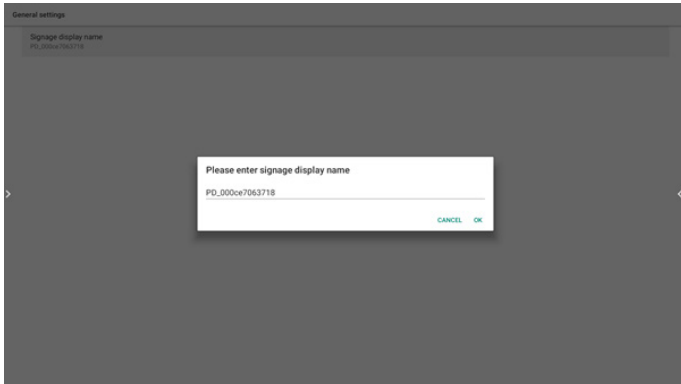 General settings
Signage display name
PD_000ce7063718
Please enter signage display name
PD_000ce7063718
CANCEL OK